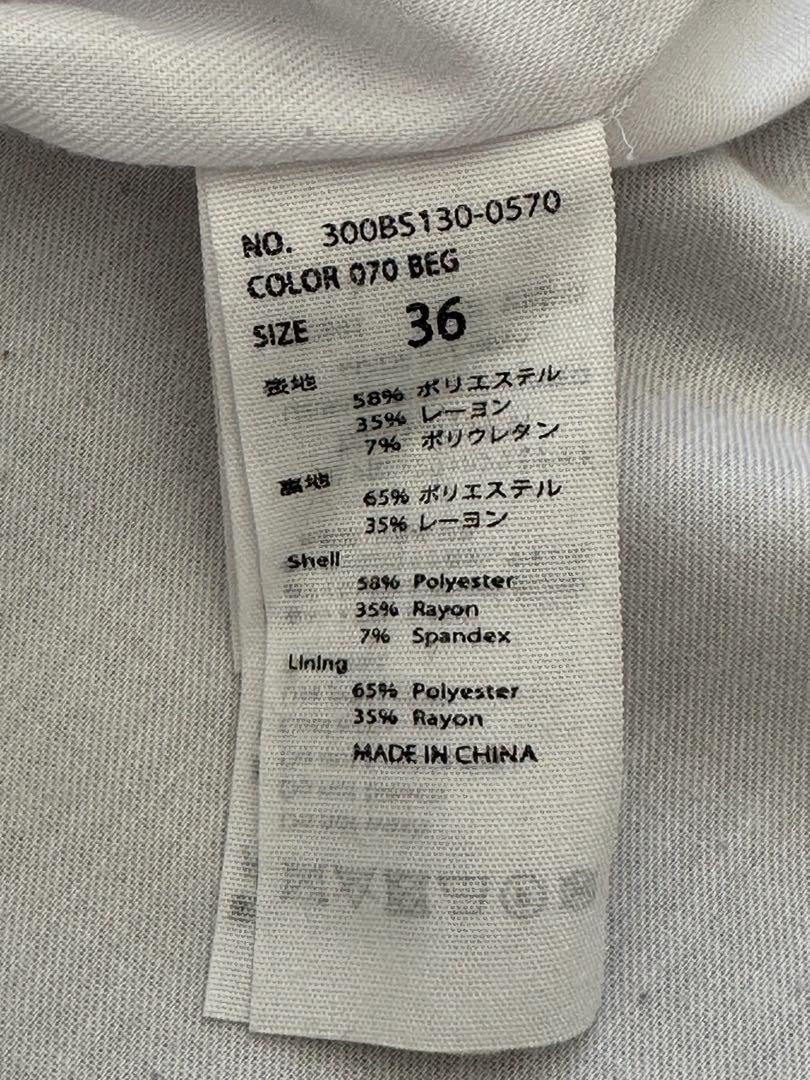 NO. 300BS130-0570
COLOR 070 BEG
SIZE 36
表地
58% ポリエステル
35% レーヨン
7% ポリウレタン
裏地
65% ポリエステル
35% レーヨン
Shell
58% Polyester
35% Rayon
7% Spandex
Lining
65% Polyester
35% Rayon
MADE IN CHINA